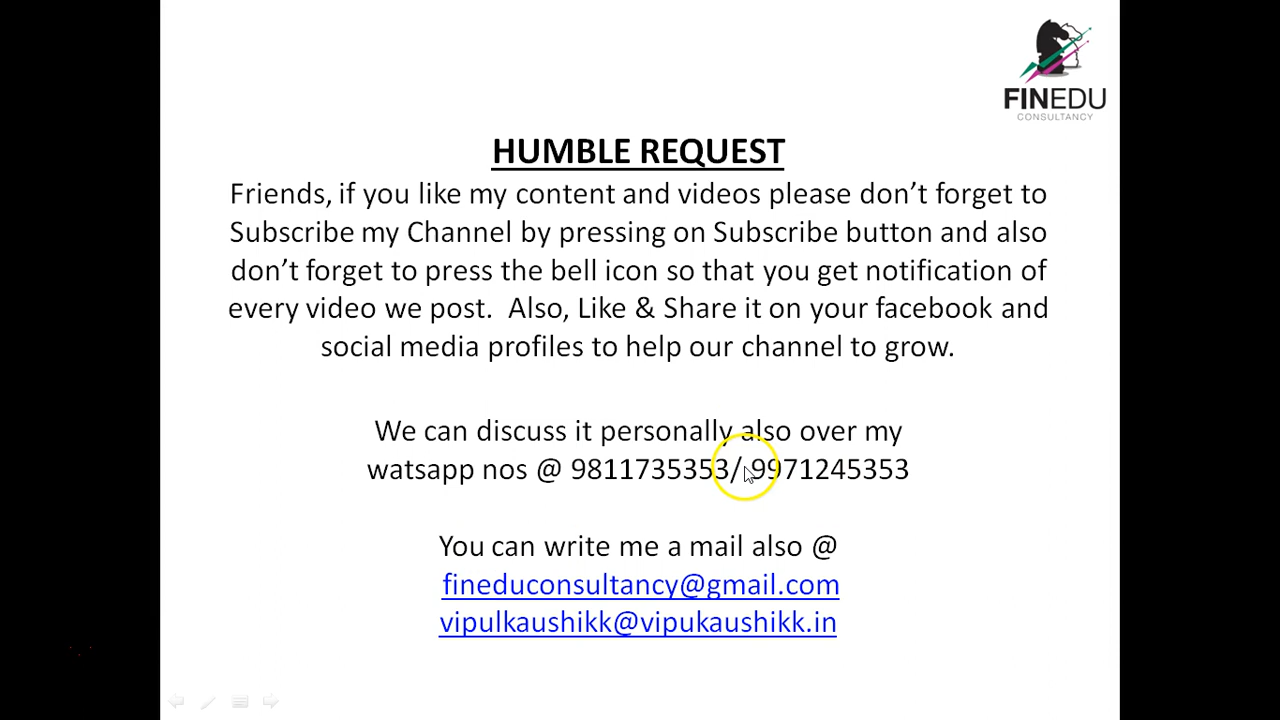 FINEDU
CONSULTANCY
HUMBLE REQUEST
Friends, if you like my content and videos please don’t forget to
Subscribe my Channel by pressing on Subscribe button and also
don’t forget to press the bell icon so that you get notification of
every video we post.  Also, Like & Share it on your facebook and
social media profiles to help our channel to grow.
We can discuss it personally also over my
watsapp nos @ 9811735353/ 9971245353
You can write me a mail also @
fineduconsultancy@gmail.com
vipulkaushikk@vipukaushikk.in